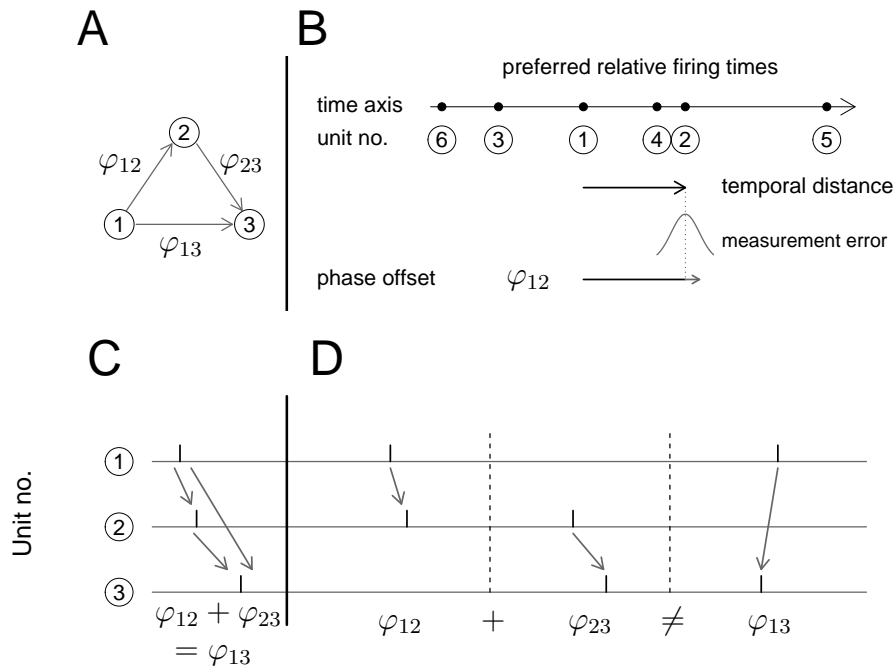 A
2
φ12
φ23
1
3
φ13
B
preferred relative firing times
time axis
unit no.
6 3 1 4 2 5
temporal distance
measurement error
phase offset
φ12
C
D
Unit no.
1
2
3
φ12 + φ23
= φ13
φ12 + φ23 ≠ φ13